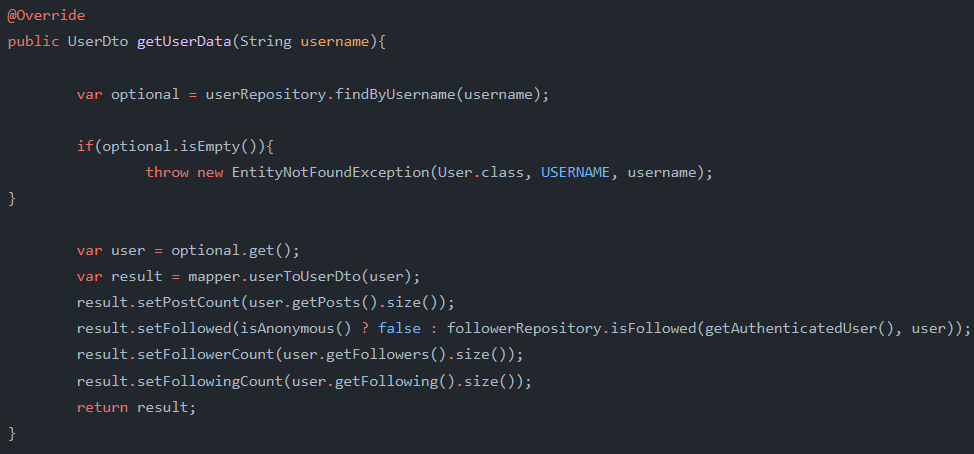 @Override
public UserDto getUserData(String username){
var optional = userRepository.findByUsername(username);
if(optional.isEmpty()){
throw new EntityNotFoundException(User.class, USERNAME, username);
}
var user = optional.get();
var result = mapper.userToUserDto(user);
result.setPostCount(user.getPosts().size());
result.setFollowed(isAnonymous() ? false : followerRepository.isFollowed(getAuthenticatedUser(), user));
result.setFollowerCount(user.getFollowers().size());
result.setFollowingCount(user.getFollowing().size());
return result;
}